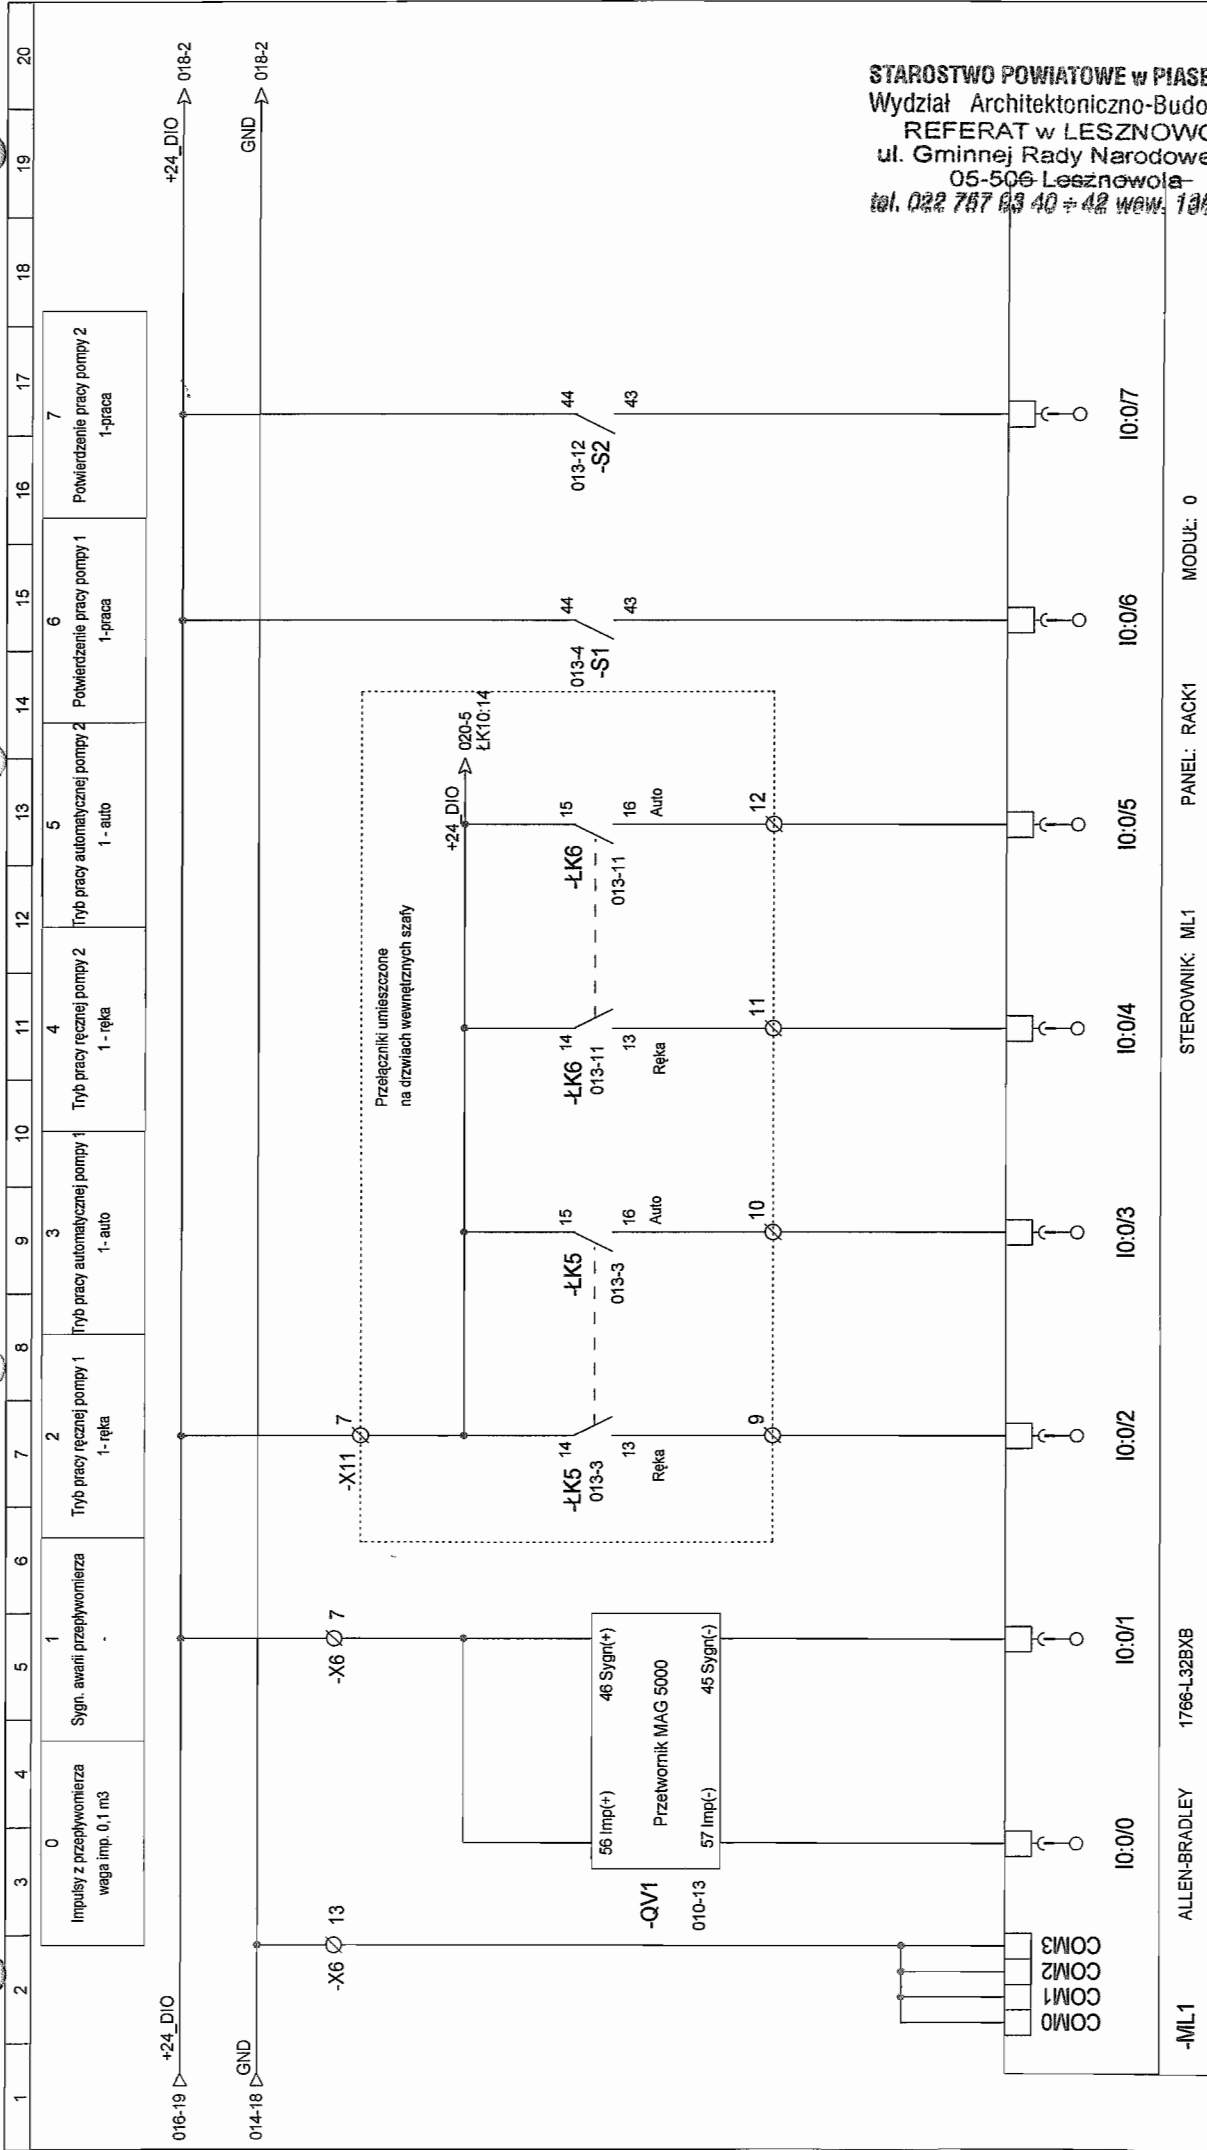 1 2 3 4 5 6 7 8 9 10 11 12 13 14 15 16 17 18 19 20
0
Impulsy z przepływomierza
waga imp. 0,1 m3
1
Sygn. awarii przepływomierza
-
2
Tryb pracy ręcznej pompy 1
1- ręka
3
Tryb pracy automatycznej pompy 1
1- auto
4
Tryb pracy ręcznej pompy 2
1 - ręka
5
Tryb pracy automatycznej pompy 2
1 - auto
6
Potwierdzenie pracy pompy 1
1-praca
7
Potwierdzenie pracy pompy 2
1-praca
016-19 +24_DIO
+24_DIO 018-2
014-18 GND
GND 018-2
-X6 13
-X6 7
-X11 7
Przełączniki umieszczone
na drzwiach wewnętrznych szafy
+24_DIO 020-5
ŁK10:14
-QV1
010-13
56 Imp(+) 46 Sygn(+)
Przetwornik MAG 5000
57 Imp(-) 45 Sygn(-)
-ŁK5 14
013-3
13
Ręka
9
-ŁK5 15
013-3
16
Auto
10
-ŁK6 14
013-11
13
Ręka
11
-ŁK6 15
013-11
16
Auto
12
013-4 44
-S1 43
013-12 44
-S2 43
COM0
COM1
COM2
COM3
I0:0/0 I0:0/1 I0:0/2 I0:0/3 I0:0/4 I0:0/5 I0:0/6 I0:0/7
-ML1 ALLEN-BRADLEY 1766-L32BXB STEROWNIK: ML1 PANEL: RACK1 MODUŁ: 0
STAROSTWO POWIATOWE w PIASE
Wydział Architektoniczno-Budo
REFERAT w LESZNOWO
ul. Gminnej Rady Narodowe
05-506 Lesznowola
tel. 022 757 63 40 ÷ 42 wew.